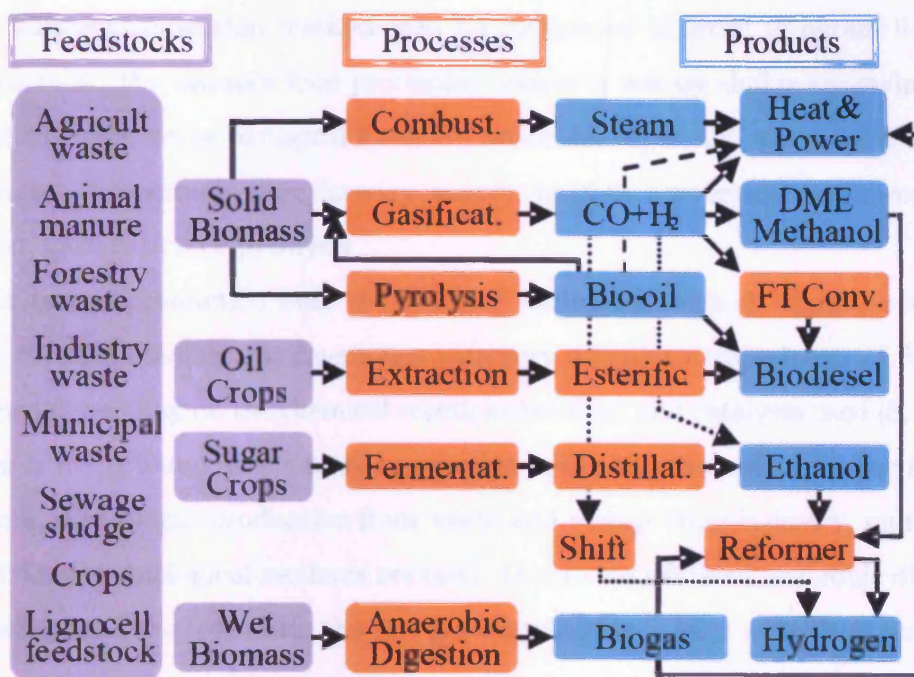 Feedstocks
Processes
Products
Agricult
waste
Animal
manure
Forestry
waste
Industry
waste
Municipal
waste
Sewage
sludge
Crops
Lignocell
feedstock
Solid
Biomass
Oil
Crops
Sugar
Crops
Wet
Biomass
Combust.
Steam
Heat &
Power
Gasificat.
CO+H2
DME
Methanol
Pyrolysis
Bio-oil
FT Conv.
Extraction
Esterific
Biodiesel
Fermentat.
Distillat.
Ethanol
Shift
Reformer
Anaerobic
Digestion
Biogas
Hydrogen